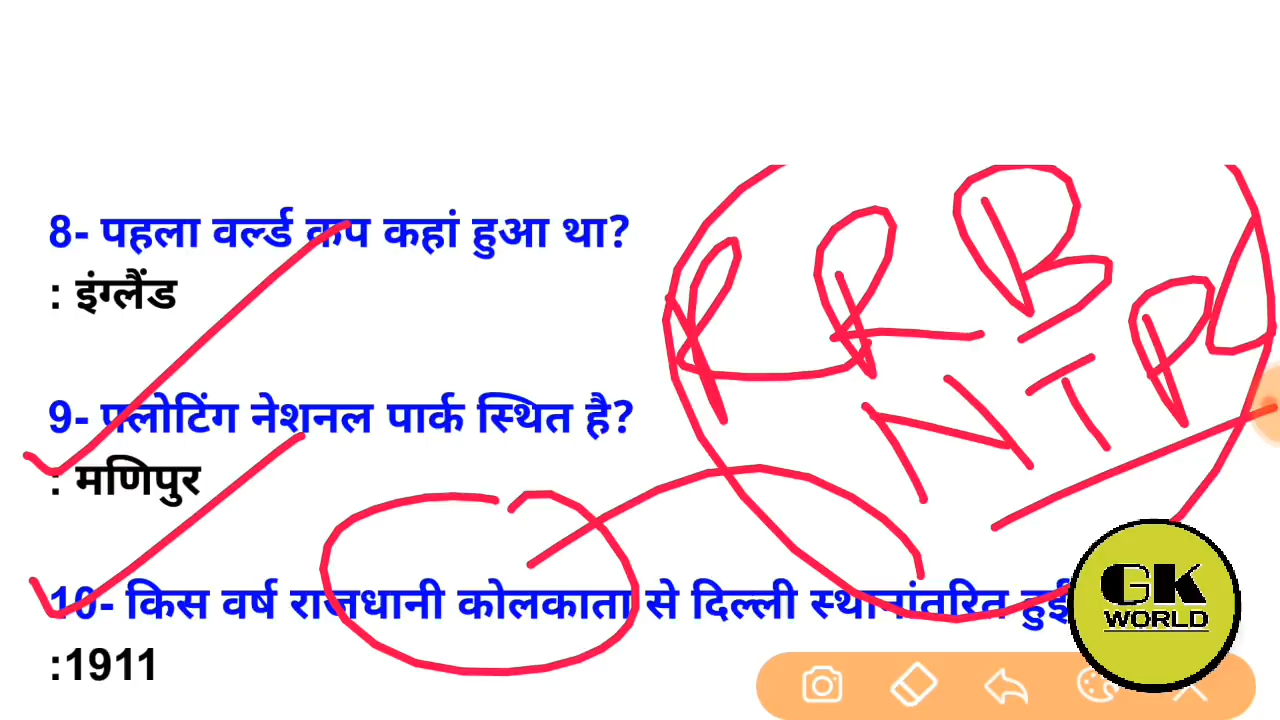 8- पहला वर्ल्ड कप कहां हुआ था?
: इंग्लैंड
RRB
NTPC
9- फ्लोटिंग नेशनल पार्क स्थित है?
: मणिपुर
10- किस वर्ष राजधानी कोलकाता से दिल्ली स्थानांतरित हुई
:1911
GK
WORLD